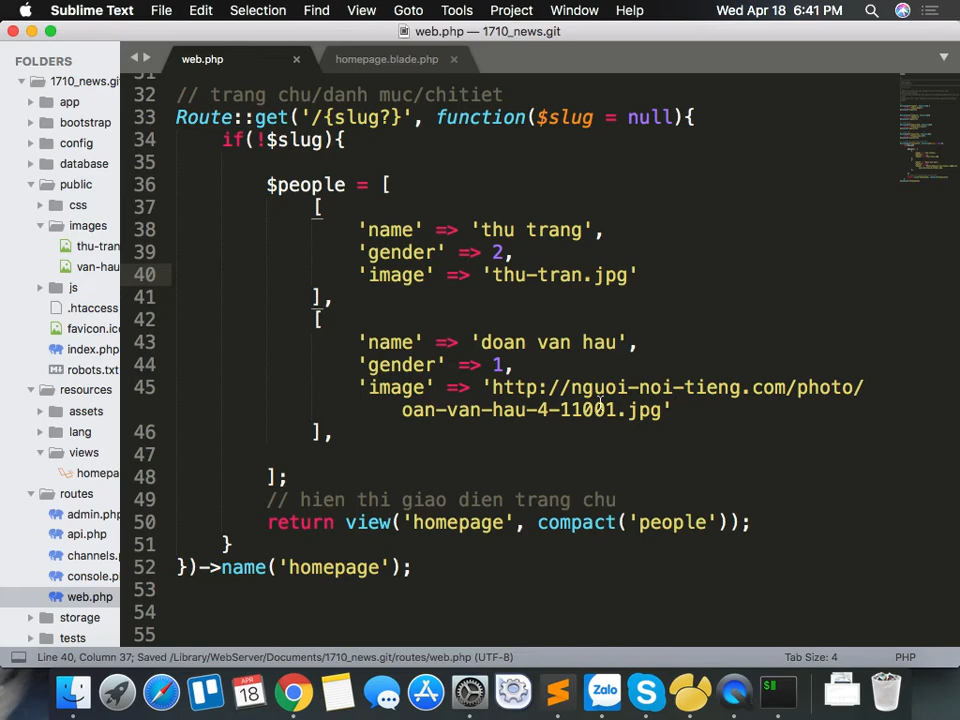 Sublime Text File Edit Selection Find View Goto Tools Project Window Help Wed Apr 18 6:41 PM
web.php — 1710_news.git
FOLDERS
1710_news.git
app
bootstrap
config
database
public
css
images
thu-tran
van-hau
js
.htaccess
favicon.ic
index.php
robots.txt
resources
assets
lang
views
homepa
routes
admin.php
api.php
channels.p
console.p
web.php
storage
tests
web.php homepage.blade.php
32 // trang chu/danh muc/chitiet
33 Route::get('/{slug?}', function($slug = null){
34 if(!$slug){
35
36 $people = [
37 [
38 'name' => 'thu trang',
39 'gender' => 2,
40 'image' => 'thu-tran.jpg'
41 ],
42 [
43 'name' => 'doan van hau',
44 'gender' => 1,
45 'image' => 'http://nguoi-noi-tieng.com/photo/
oan-van-hau-4-11001.jpg'
46 ],
47
48 ];
49 // hien thi giao dien trang chu
50 return view('homepage', compact('people'));
51 }
52 })->name('homepage');
53
54
55
Line 40, Column 37; Saved /Library/WebServer/Documents/1710_news.git/routes/web.php (UTF-8) Tab Size: 4 PHP
APR
18
Zalo